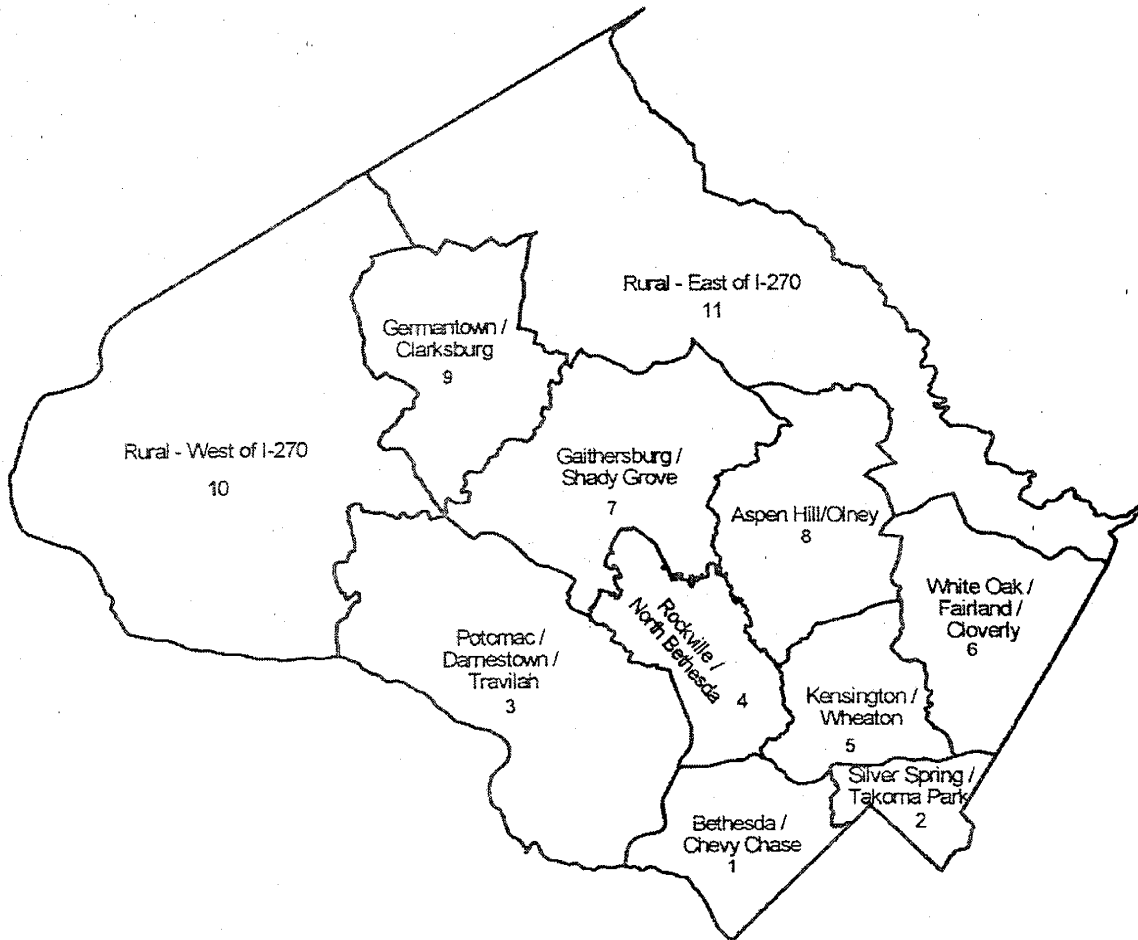 Rural - East of I-270
11
Germantown /
Clarksburg
9
Rural - West of I-270
10
Gaithersburg /
Shady Grove
7
Aspen Hill/Olney
8
White Oak /
Fairland /
Cloverly
6
Rockville /
North Bethesda
4
Potomac /
Darnestown /
Travilah
3
Kensington /
Wheaton
5
Silver Spring /
Takoma Park
2
Bethesda /
Chevy Chase
1